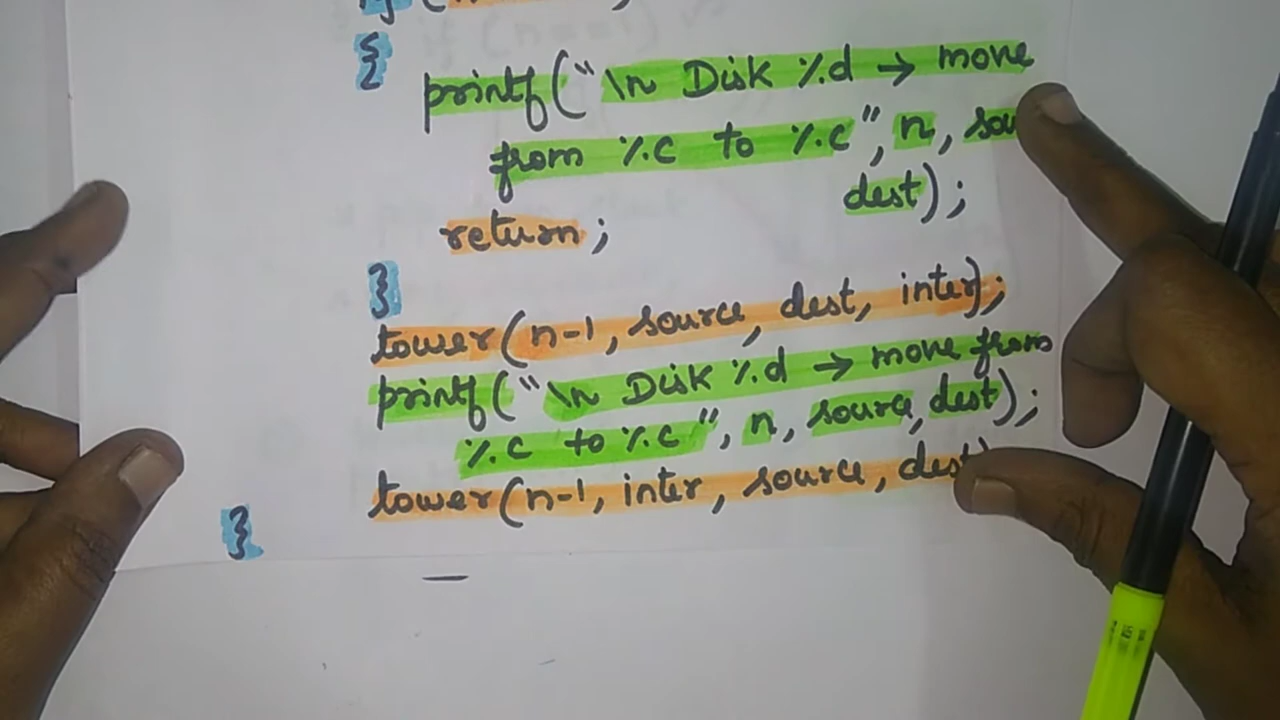 {
printf("\n Disk %d → move
from %c to %c", n,
dest);
return;
}
tower(n-1, source, dest, inter);
printf("\n Disk %d → move from
%c to %c", n, source, dest);
tower(n-1, inter, source, dest)
}